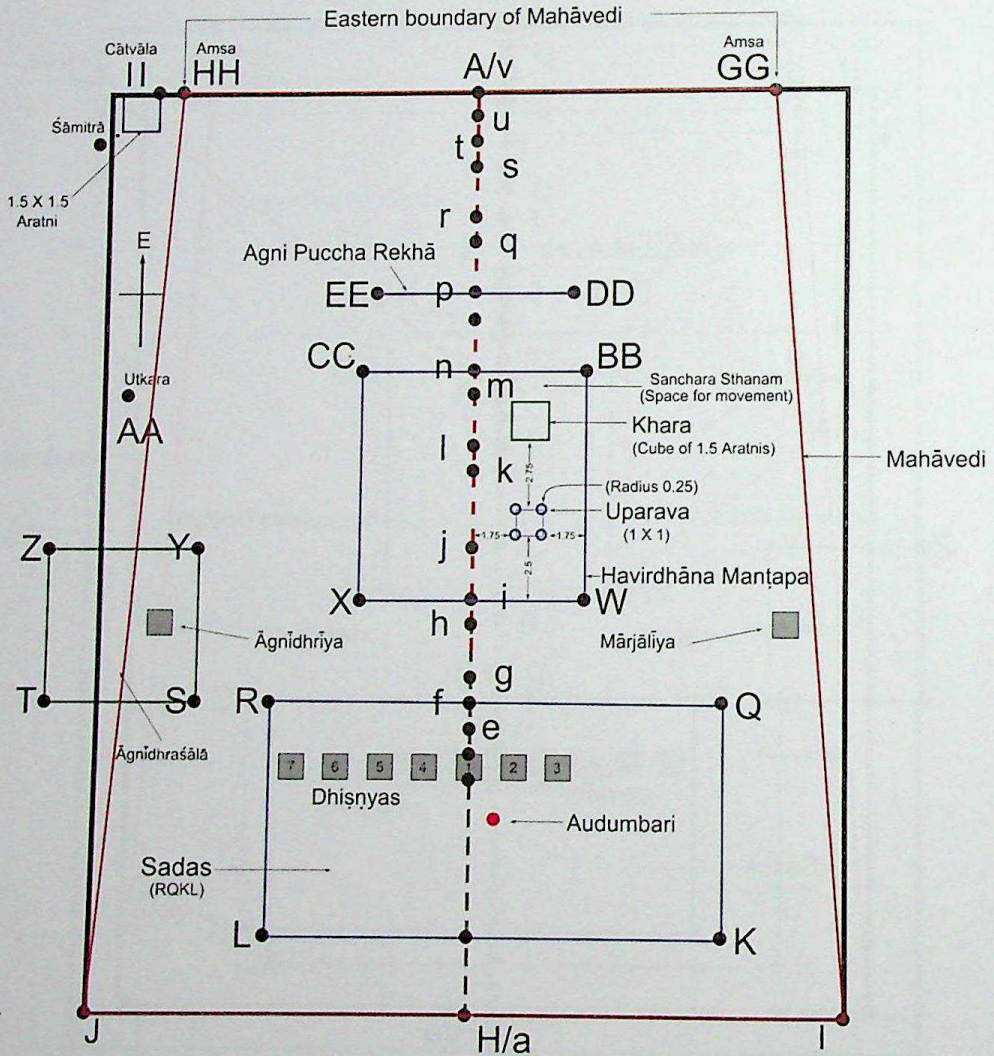 Eastern boundary of Mahāvedi
Cātvāla
II
Amsa
HH
A/v
Amsa
GG
u
Śāmitrā
t
s
1.5 X 1.5
Aratni
r
q
E
Agni Puccha Rekhā
EE
p
DD
CC
n
BB
Utkara
AA
m
Sanchara Sthanam
(Space for movement)
Khara
(Cube of 1.5 Aratnis)
l
k
2.75
Mahāvedi
(Radius 0.25)
Uparava
(1 X 1)
1.75
1.75
Z
Y
j
2.5
Havirdhāna Manṭapa
X
i
W
h
Āgnīdhrīya
Mārjālīya
g
T
S
R
f
Q
e
Āgnīdhraśālā
7
6
5
4
1
2
3
Dhiṣṇyas
Audumbari
Sadas
(RQKL)
L
K
J
H/a
I